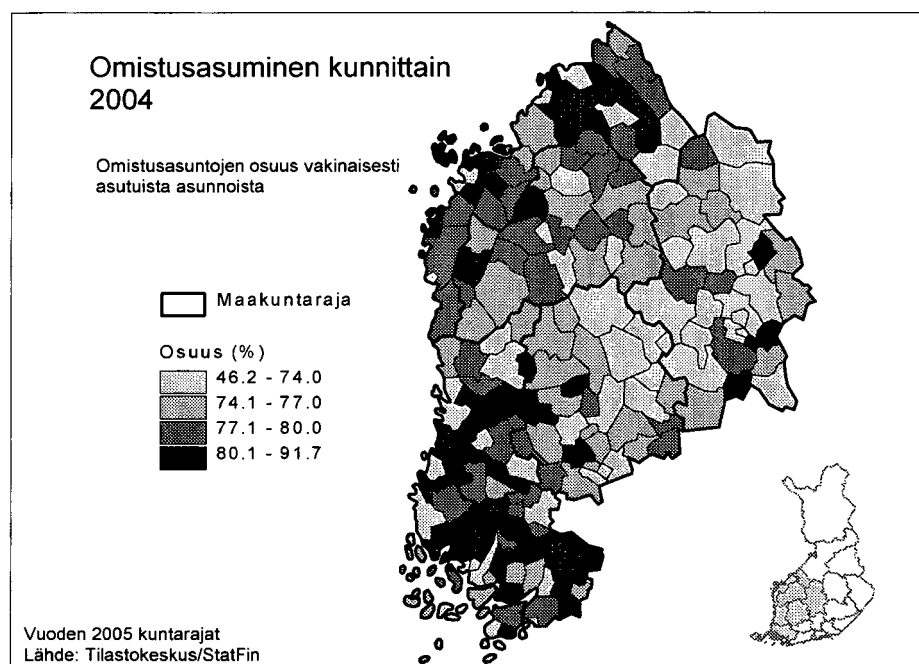 Omistusasuminen kunnittain
2004
Omistusasuntojen osuus vakinaisesti
asutuista asunnoista
Maakuntaraja
Osuus (%)
46.2 - 74.0
74.1 - 77.0
77.1 - 80.0
80.1 - 91.7
Vuoden 2005 kuntarajat
Lähde: Tilastokeskus/StatFin